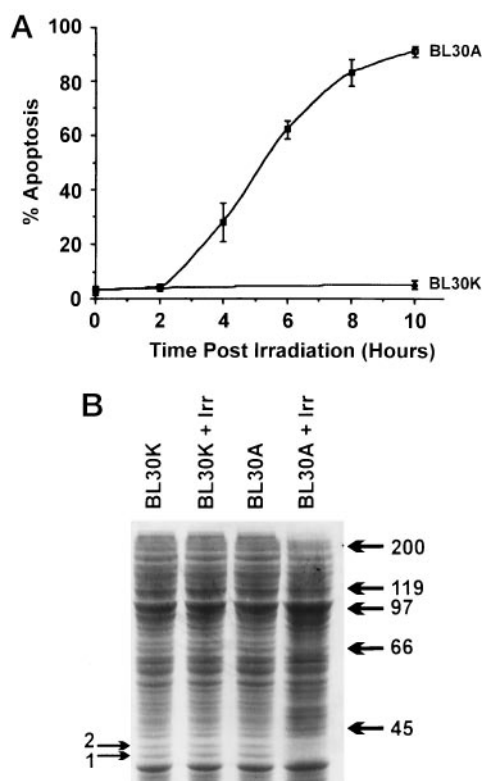 A
100
80
60
40
20
0
% Apoptosis
BL30A
BL30K
0 2 4 6 8 10
Time Post Irradiation (Hours)
B
BL30K
BL30K + Irr
BL30A
BL30A + Irr
200
119
97
66
45
2
1